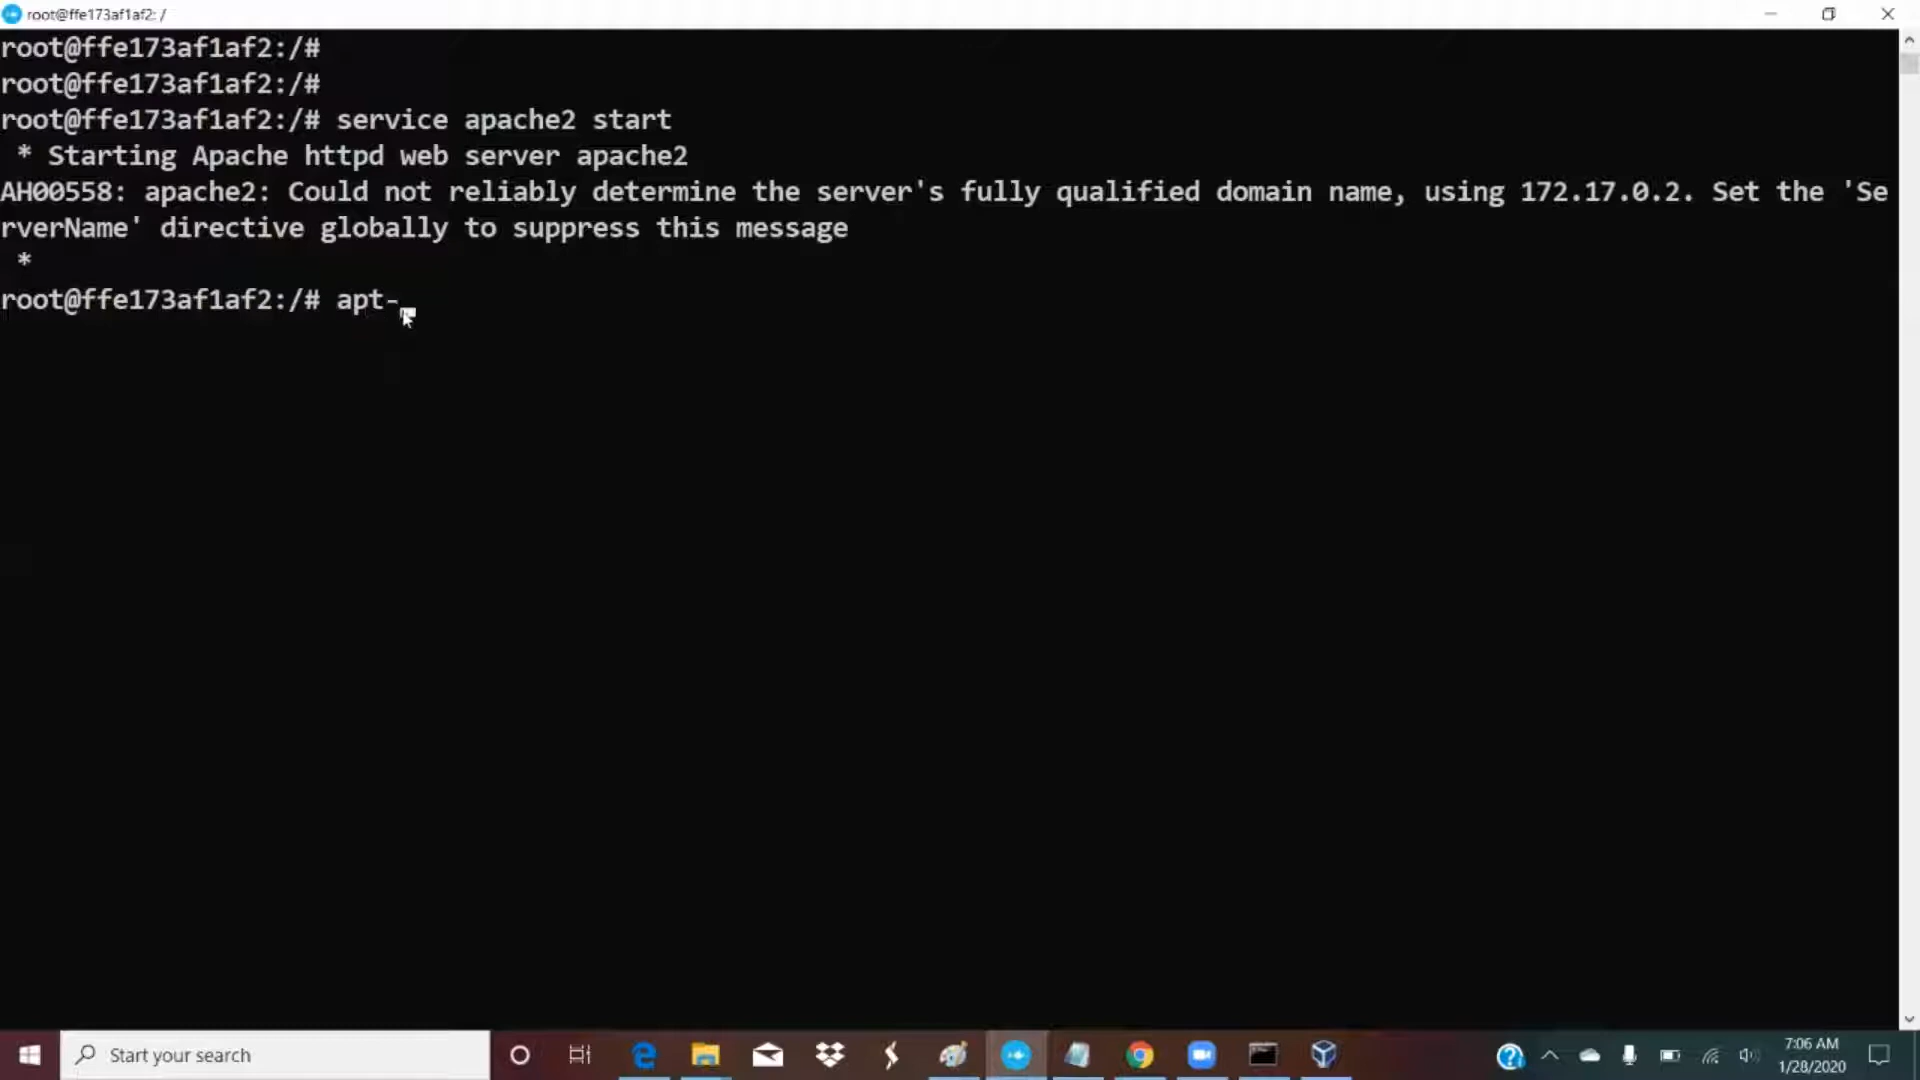 root@ffe173af1af2: /
root@ffe173af1af2:/#
root@ffe173af1af2:/#
root@ffe173af1af2:/# service apache2 start
 * Starting Apache httpd web server apache2
AH00558: apache2: Could not reliably determine the server's fully qualified domain name, using 172.17.0.2. Set the 'Se
rverName' directive globally to suppress this message
 *
root@ffe173af1af2:/# apt-
Start your search
7:06 AM
1/28/2020